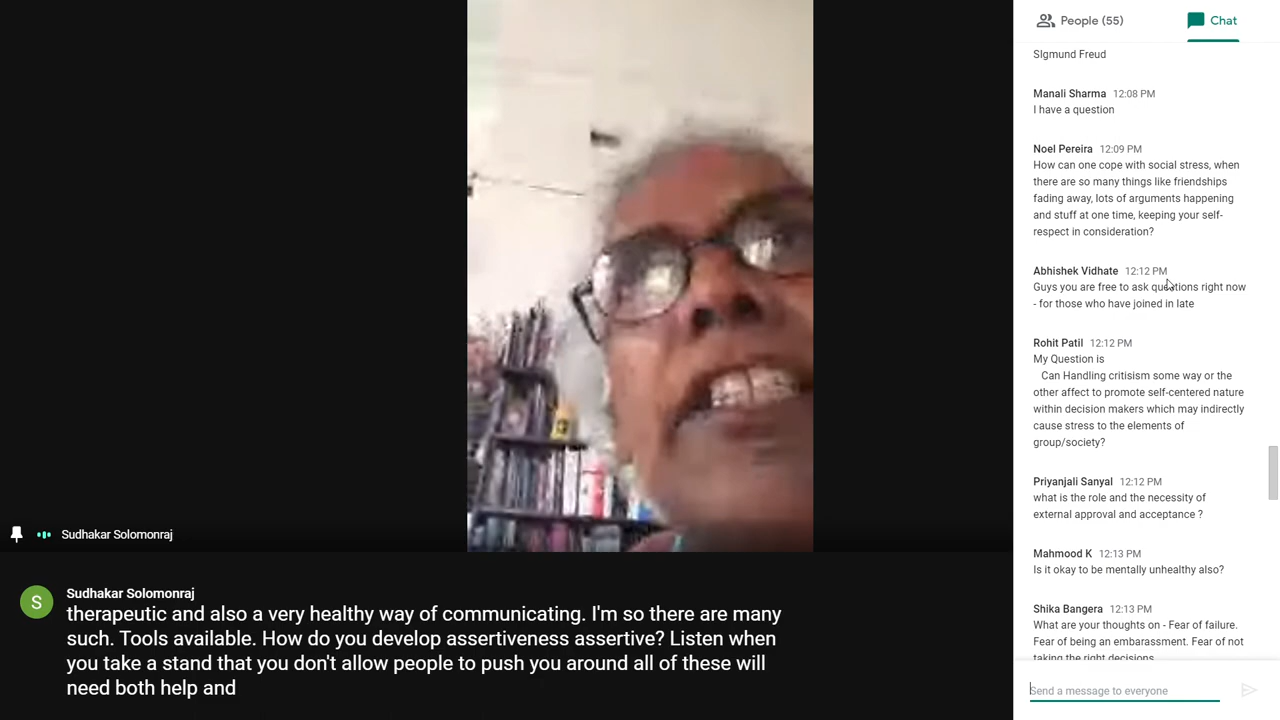 People (55)
Chat
SIgmund Freud
Manali Sharma 12:08 PM
I have a question
Noel Pereira 12:09 PM
How can one cope with social stress, when
there are so many things like friendships
fading away, lots of arguments happening
and stuff at one time, keeping your self-
respect in consideration?
Abhishek Vidhate 12:12 PM
Guys you are free to ask questions right now
- for those who have joined in late
Rohit Patil 12:12 PM
My Question is
Can Handling critisism some way or the
other affect to promote self-centered nature
within decision makers which may indirectly
cause stress to the elements of
group/society?
Priyanjali Sanyal 12:12 PM
what is the role and the necessity of
external approval and acceptance ?
Mahmood K 12:13 PM
Is it okay to be mentally unhealthy also?
Shika Bangera 12:13 PM
What are your thoughts on - Fear of failure.
Fear of being an embarassment. Fear of not
taking the right decisions
Send a message to everyone
Sudhakar Solomonraj
S
Sudhakar Solomonraj
therapeutic and also a very healthy way of communicating. I'm so there are many
such. Tools available. How do you develop assertiveness assertive? Listen when
you take a stand that you don't allow people to push you around all of these will
need both help and